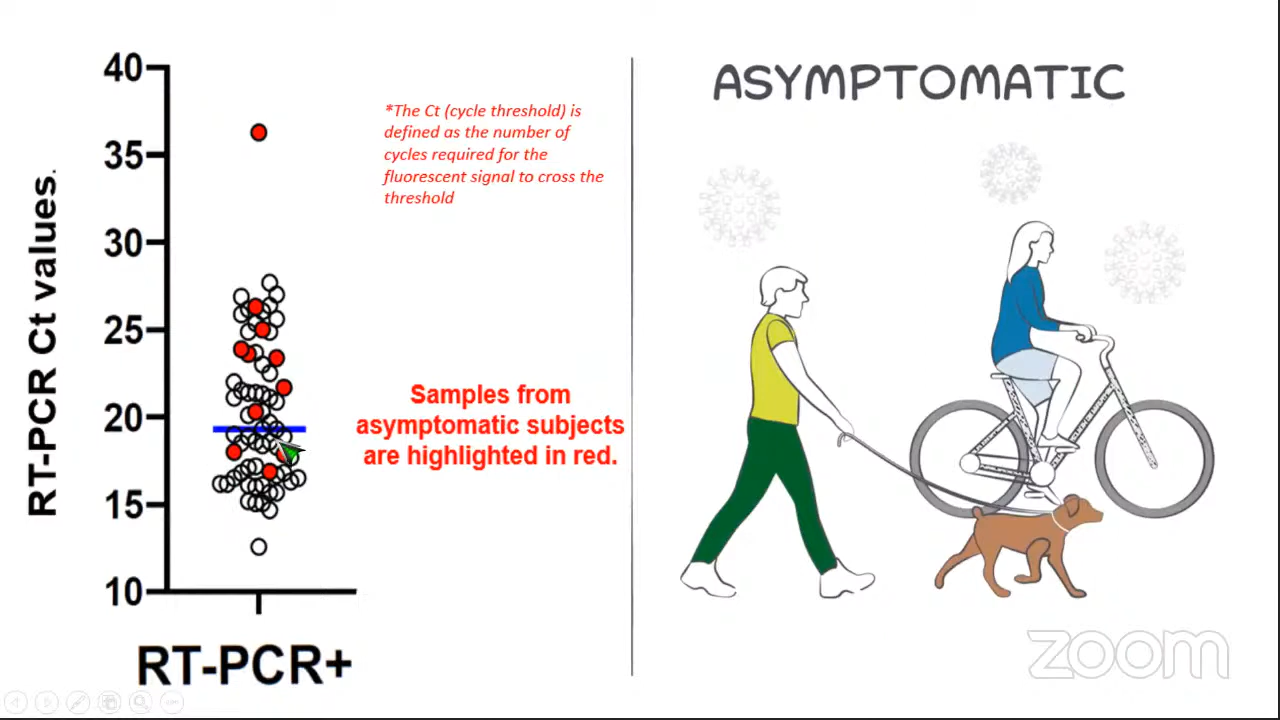 40
35
30
25
20
15
10
RT-PCR Ct values.
RT-PCR+
*The Ct (cycle threshold) is
defined as the number of
cycles required for the
fluorescent signal to cross the
threshold
Samples from
asymptomatic subjects
are highlighted in red.
ASYMPTOMATIC
zoom